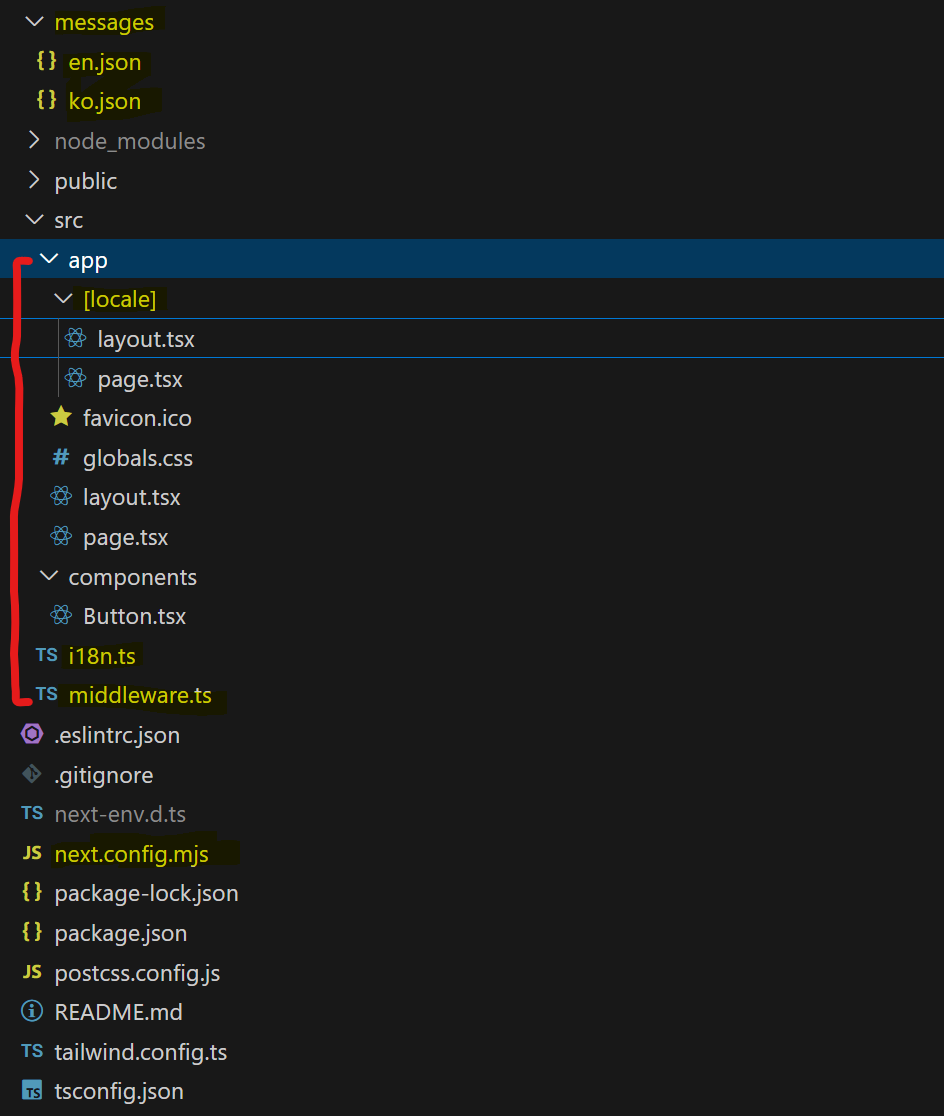 messages
{} en.json
{} ko.json
node_modules
public
src
app
[locale]
layout.tsx
page.tsx
favicon.ico
# globals.css
layout.tsx
page.tsx
components
Button.tsx
TS i18n.ts
TS middleware.ts
.eslintrc.json
.gitignore
TS next-env.d.ts
JS next.config.mjs
{} package-lock.json
{} package.json
JS postcss.config.js
README.md
TS tailwind.config.ts
TS tsconfig.json